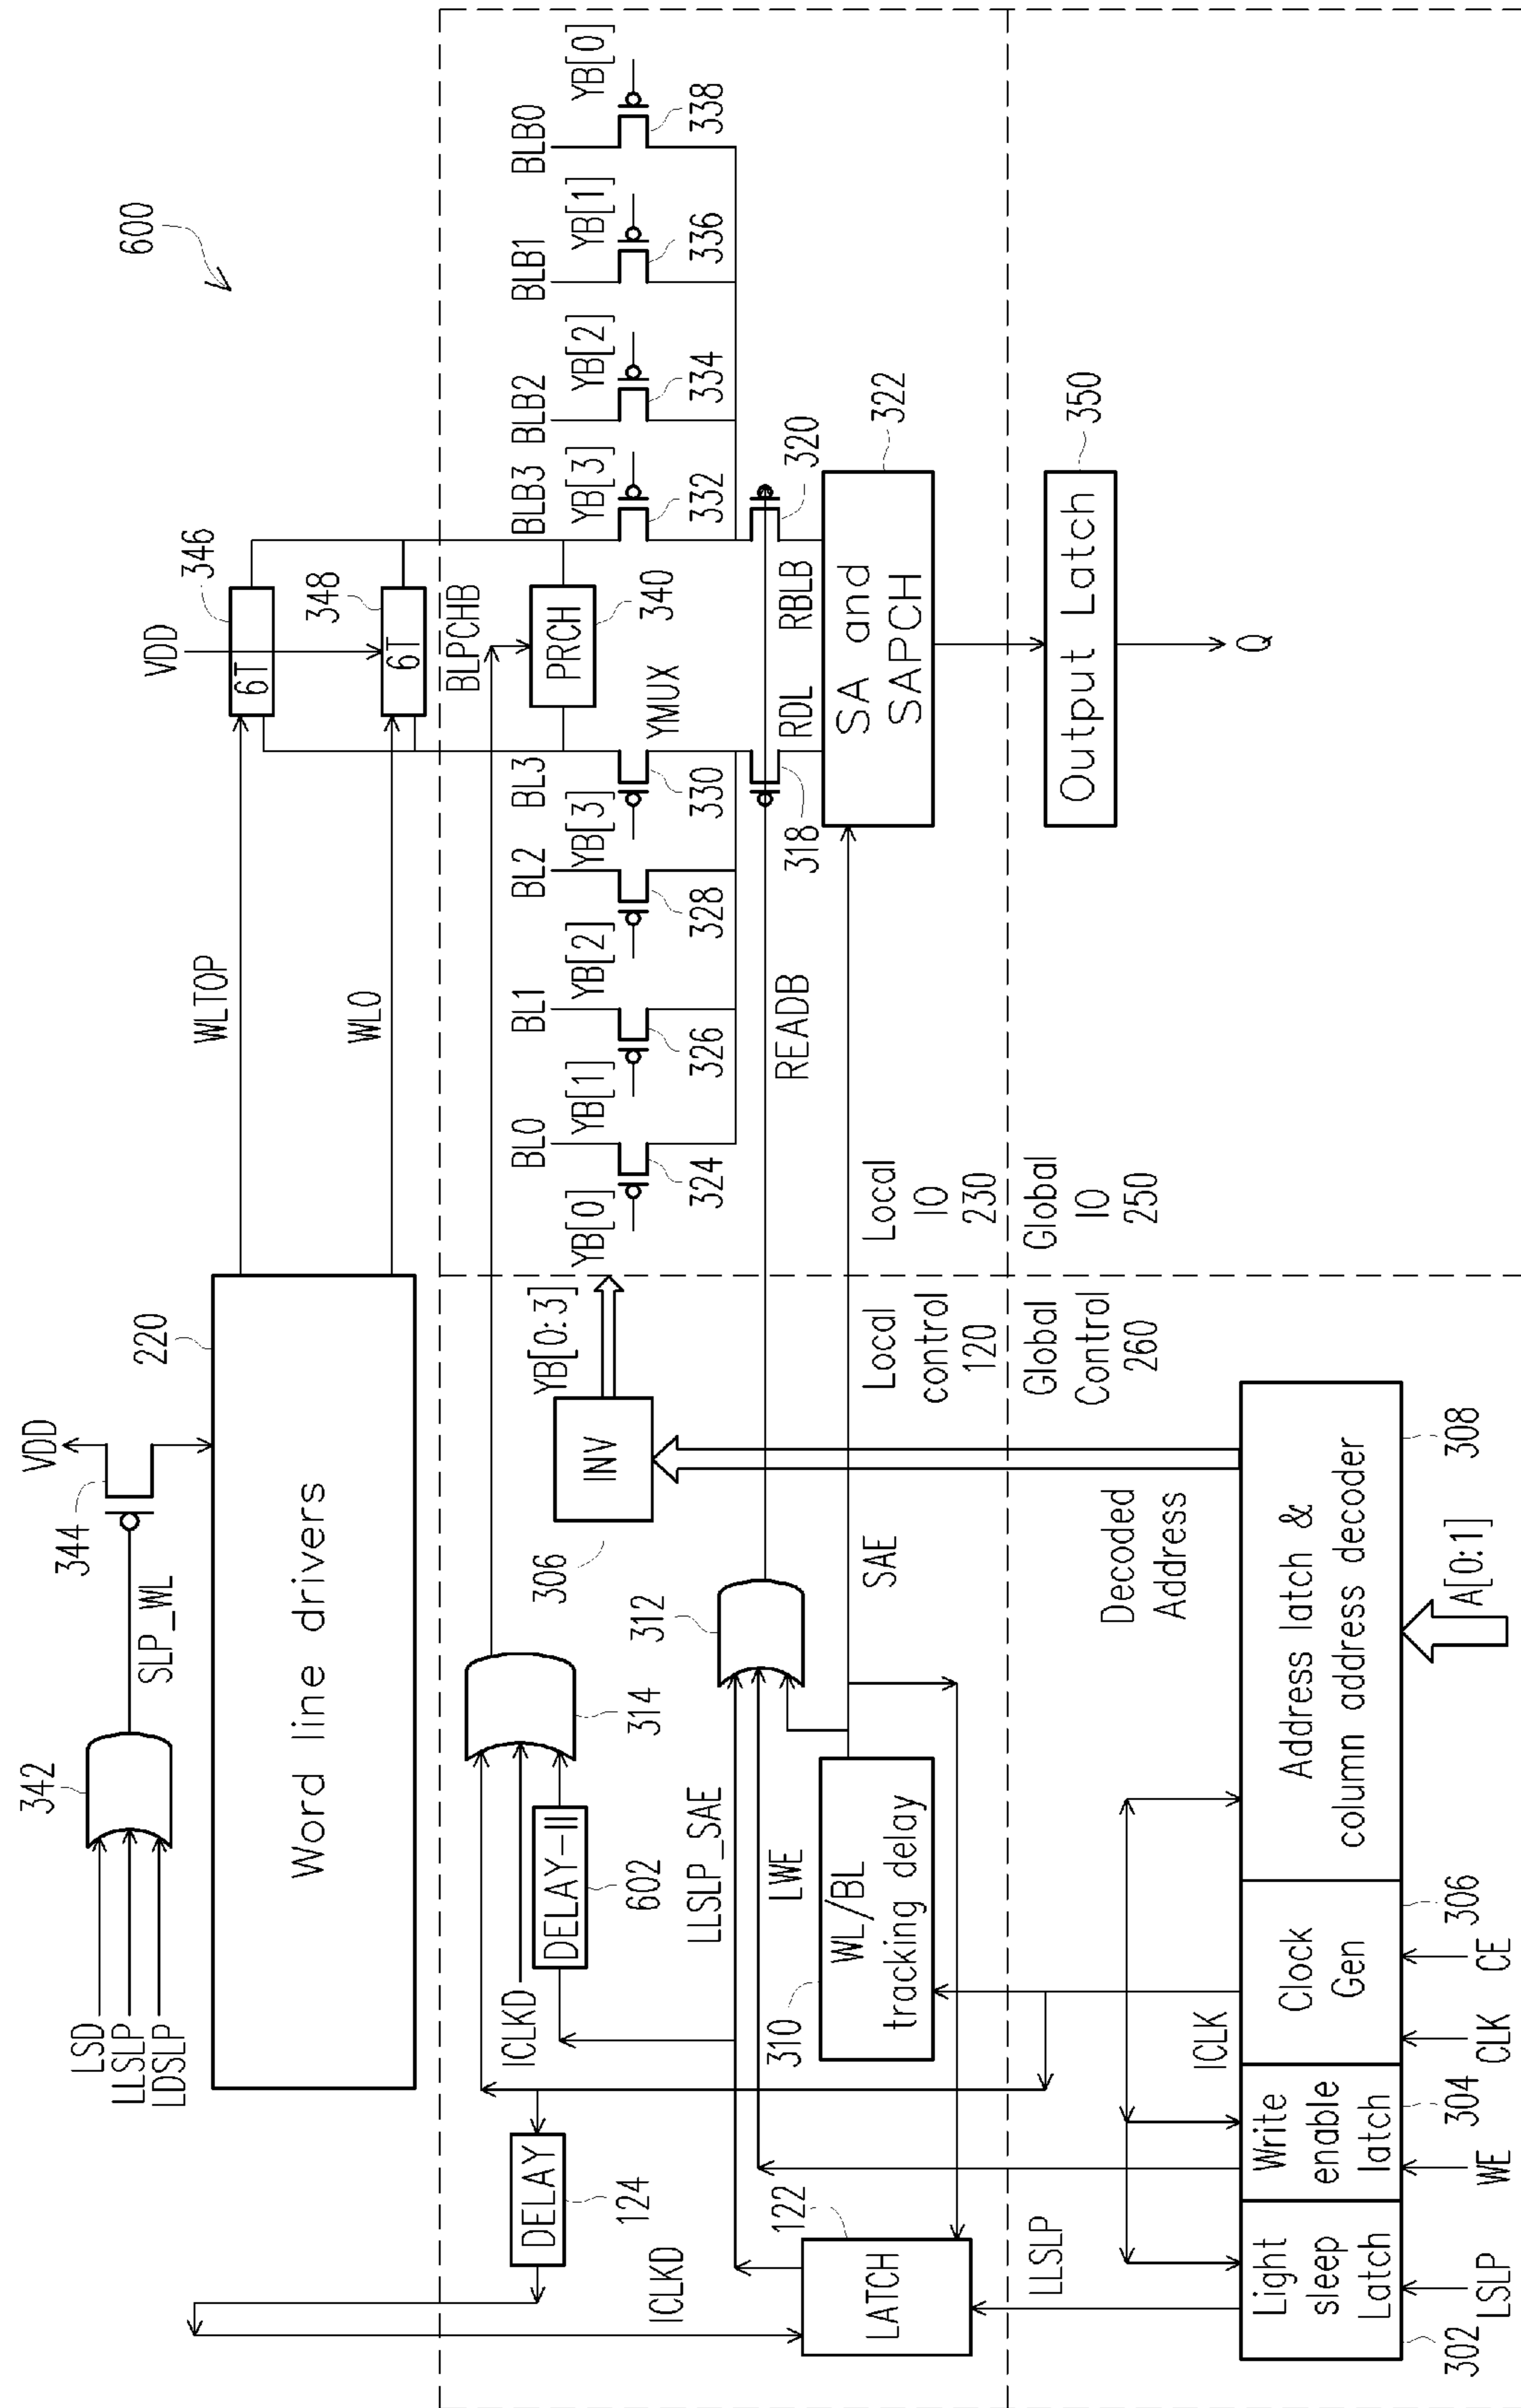 600
342
LSD
LLSLP
LDSLP
SLP_WL
344
VDD
220
Word line drivers
WLTOP
WL0
VDD
346
6T
348
6T
BLPCHB
PRCH
340
BL0
BL1
BL2
BL3
BLB3
BLB2
BLB1
BLB0
YB[0]
YB[1]
YB[2]
YB[3]
YB[3]
YB[2]
YB[1]
YB[0]
324
326
328
330
YMUX
332
334
336
338
READB
318
RDL
RBLB
320
SA and
SAPCH
322
Output Latch
350
Q
Local
IO
230
Global
IO
250
Local
control
120
Global
Control
260
YB[0:3]
INV
306
314
ICLKD
DELAY-II
602
DELAY
124
ICLKD
LLSLP_SAE
312
LWE
SAE
WL/BL
tracking delay
310
LATCH
122
LLSLP
Decoded
Address
ICLK
Light
sleep
Latch
302
LSLP
Write
enable
latch
304
WE
Clock
Gen
306
CLK
CE
Address latch &
column address decoder
308
A[0:1]